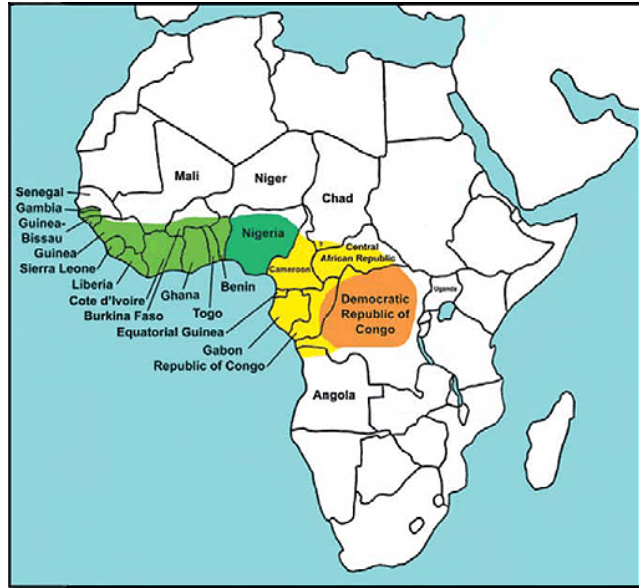 Mali
Niger
Chad
Senegal
Gambia
Guinea-
Bissau
Guinea
Sierra Leone
Liberia
Cote d'Ivoire
Burkina Faso
Ghana
Togo
Benin
Nigeria
?
Central
African Republic
Cameroon
Equatorial Guinea
Gabon
Republic of Congo
Democratic
Republic of
Congo
Uganda
Angola